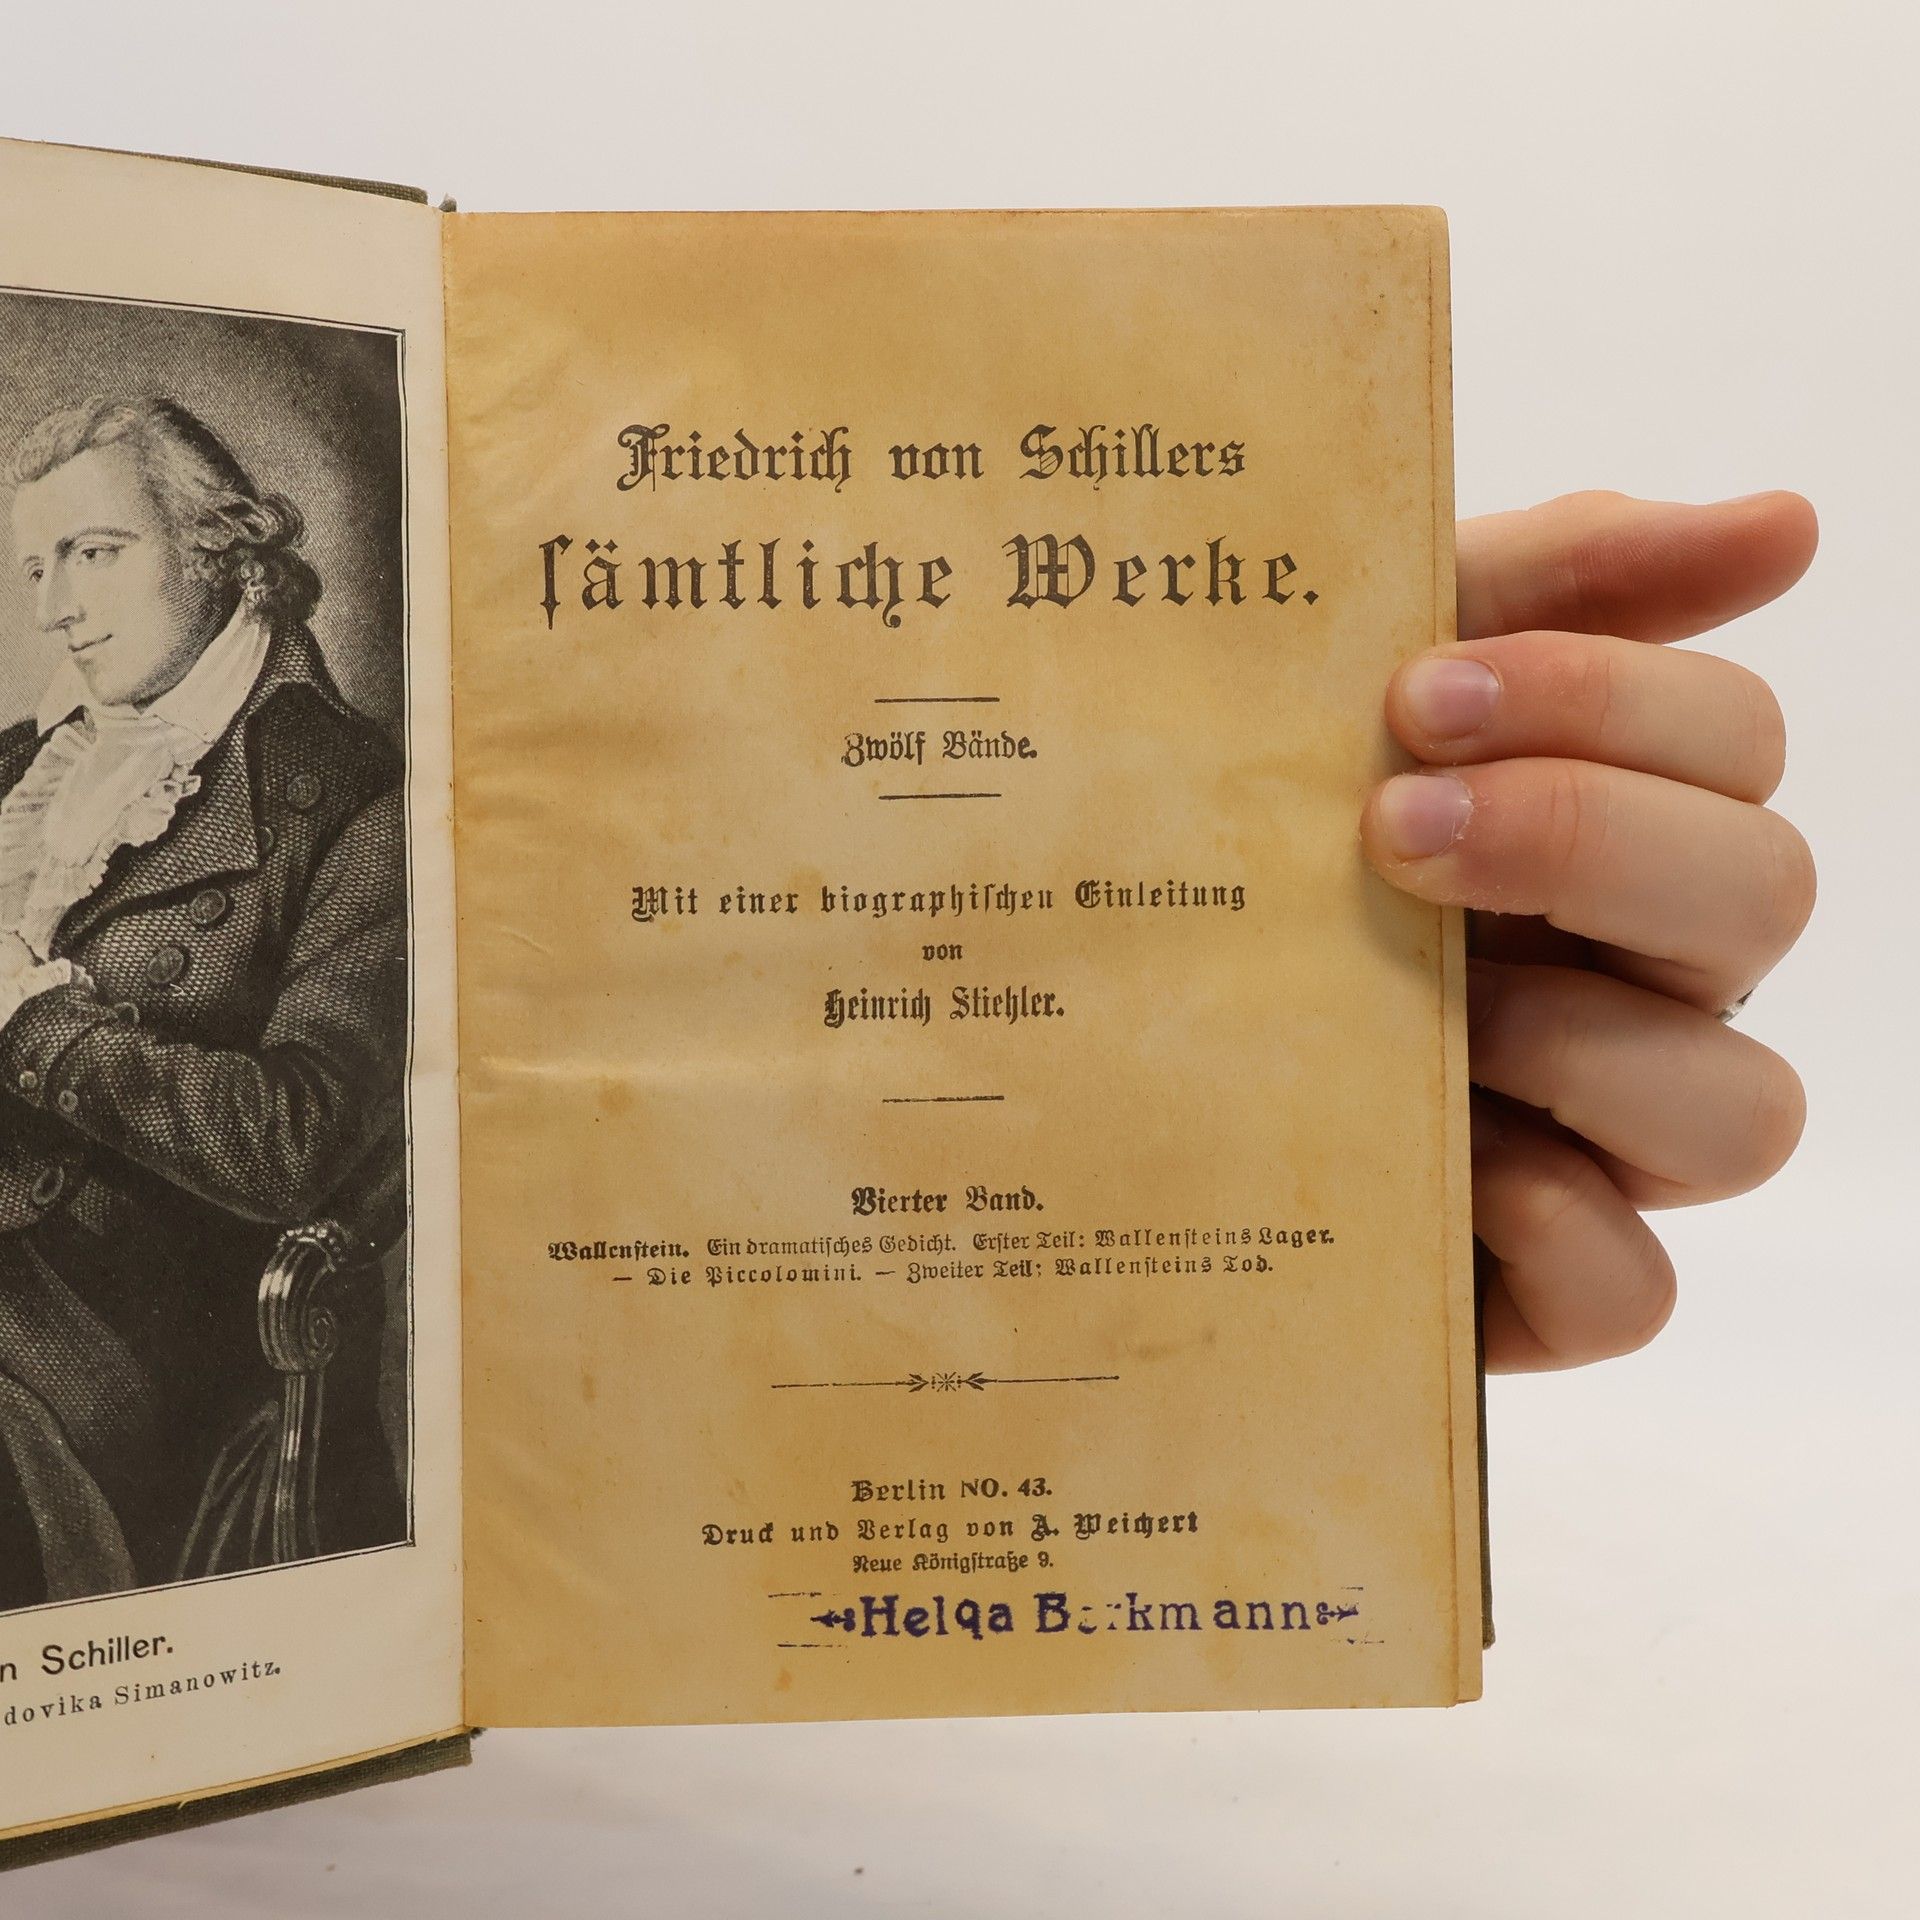 n Schiller.
dovika Simanowitz.
Friedrich von Schillers
ſämtliche Werke.
Zwölf Bände.
Mit einer biographiſchen Einleitung
von
Heinrich Stiehler.
Vierter Band.
Wallenſtein. Ein dramatiſches Gedicht. Erſter Teil: Wallenſteins Lager.
— Die Piccolomini. — Zweiter Teil: Wallenſteins Tod.
Berlin NO. 43.
Druck und Verlag von A. Weichert
Neue Königſtraße 9.
Helga